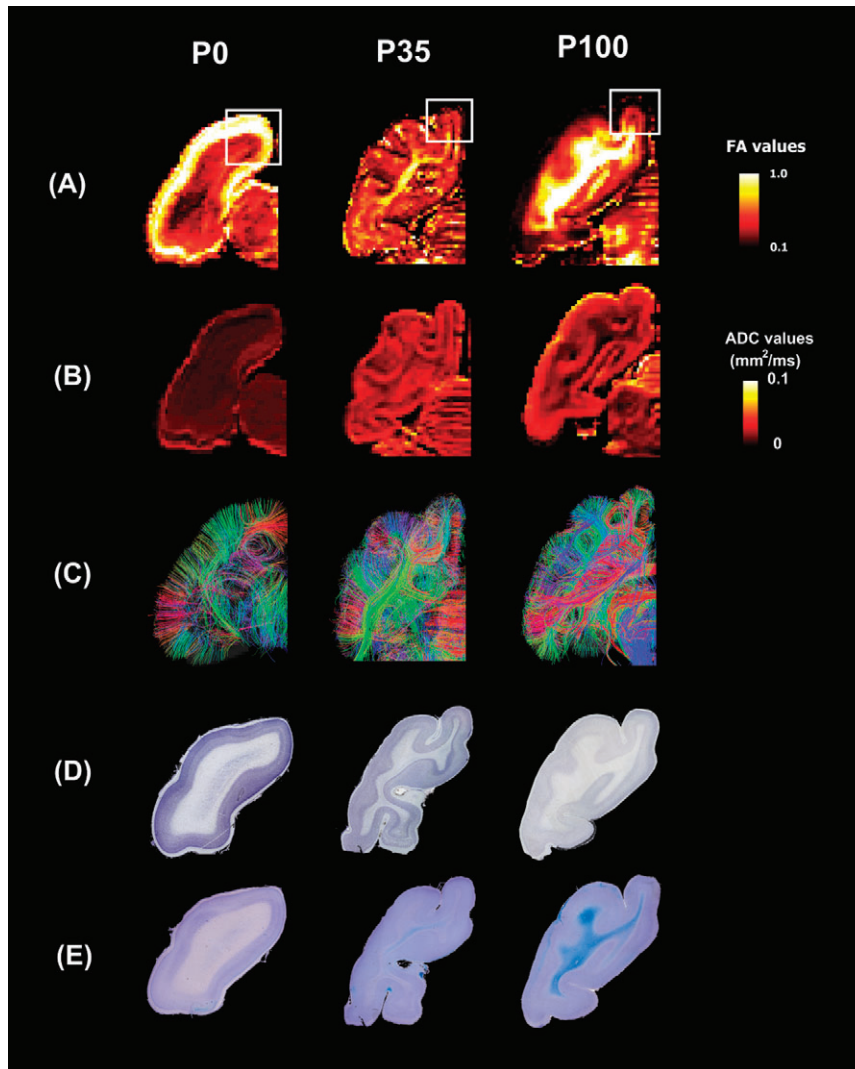 P0 P35 P100
(A)
FA values
1.0
0.1
(B)
ADC values
(mm²/ms)
0.1
0
(C)
(D)
(E)